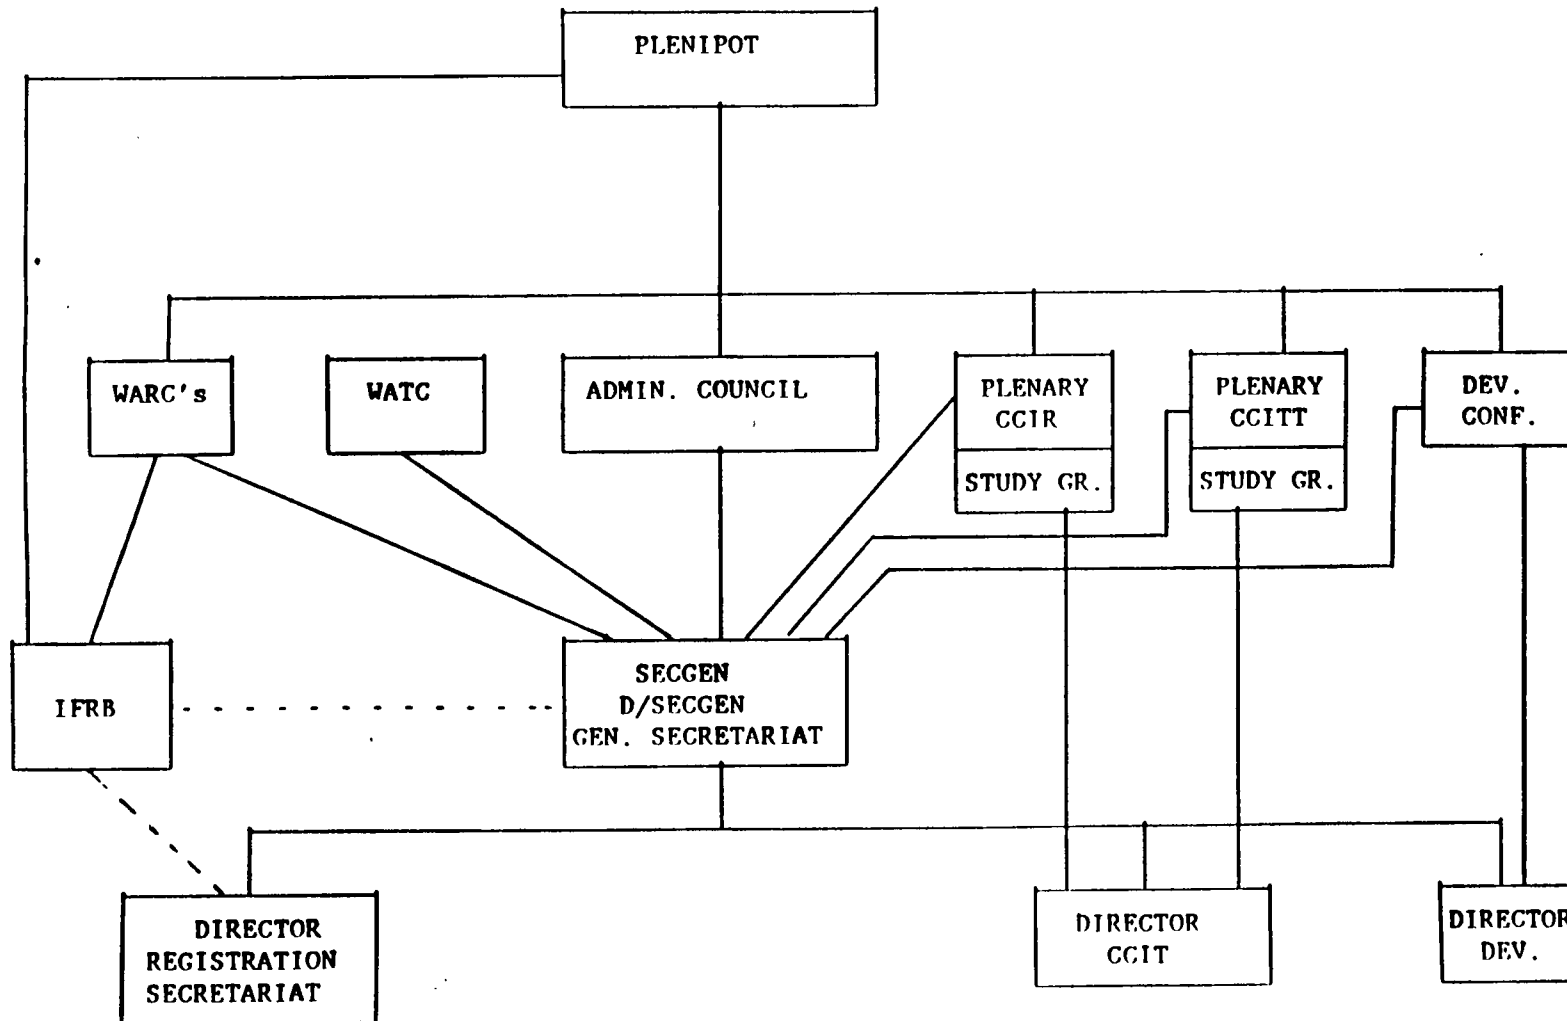 PLENIPOT
WARC's
WATC
ADMIN. COUNCIL
PLENARY
CCIR
STUDY GR.
PLENARY
CCITT
STUDY GR.
DEV.
CONF.
IFRB
SECGEN
D/SECGEN
GEN. SECRETARIAT
DIRECTOR
REGISTRATION
SECRETARIAT
DIRECTOR
CCIT
DIRECTOR
DEV.